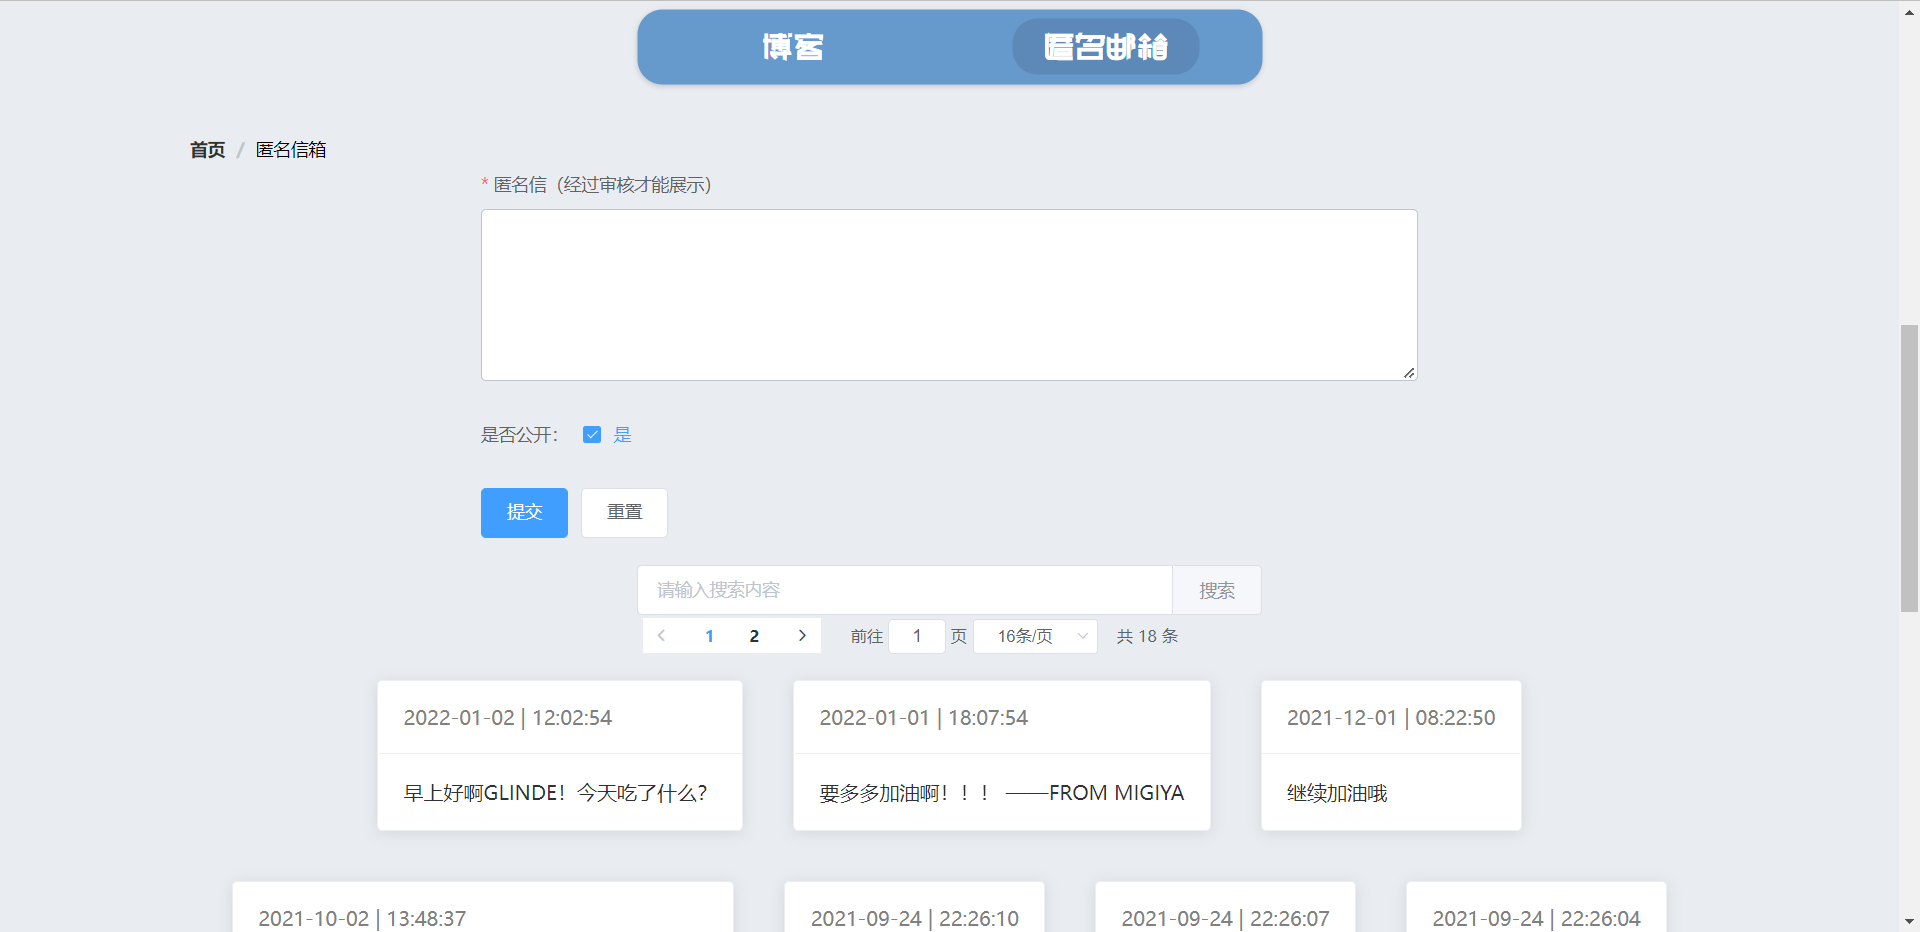 博客 匿名邮箱
首页 / 匿名信箱
* 匿名信（经过审核才能展示）
是否公开： 是
提交 重置
请输入搜索内容 搜索
1 2 前往 1 页 16条/页 共 18 条
2022-01-02 | 12:02:54 2022-01-01 | 18:07:54 2021-12-01 | 08:22:50
早上好啊GLINDE！今天吃了什么？ 要多多加油啊！！！ ——FROM MIGIYA 继续加油哦
2021-10-02 | 13:48:37 2021-09-24 | 22:26:10 2021-09-24 | 22:26:07 2021-09-24 | 22:26:04